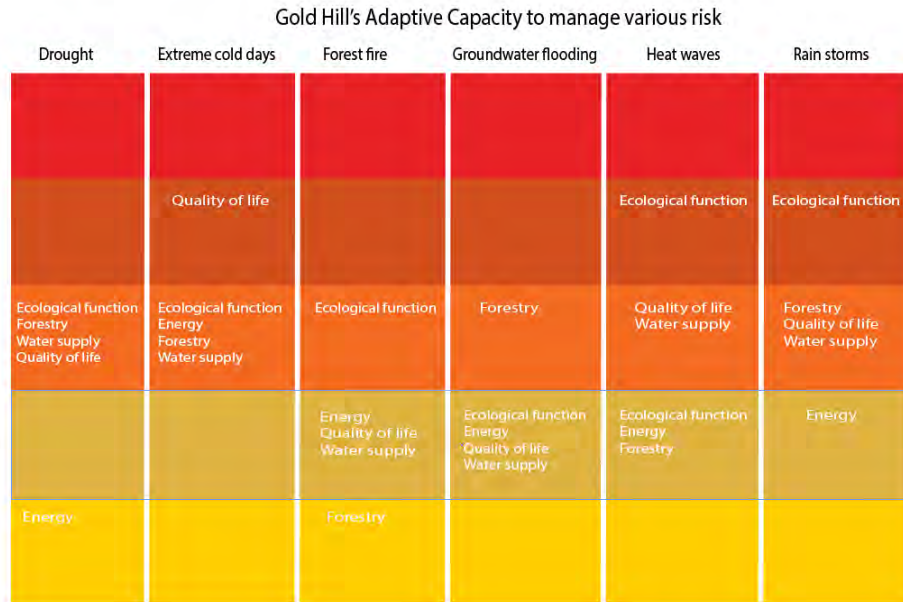 Gold Hill's Adaptive Capacity to manage various risk
Drought Extreme cold days Forest fire Groundwater flooding Heat waves Rain storms
Quality of life
Ecological function
Ecological function
Ecological function
Forestry
Water supply
Quality of life
Ecological function
Energy
Forestry
Water supply
Ecological function
Forestry
Quality of life
Water supply
Forestry
Quality of life
Water supply
Energy
Quality of life
Water supply
Ecological function
Energy
Quality of life
Water supply
Ecological function
Energy
Forestry
Energy
Energy
Forestry